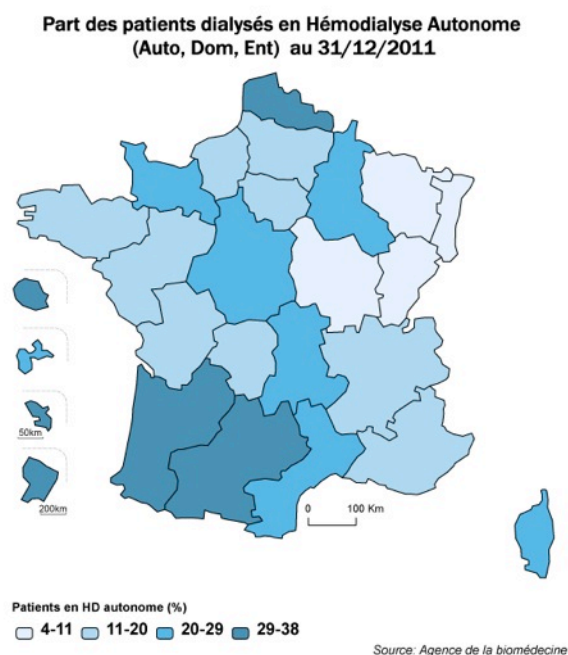 Part des patients dialysés en Hémodialyse Autonome
(Auto, Dom, Ent) au 31/12/2011
50km
200km
0 100 Km
Patients en HD autonome (%)
4-11 11-20 20-29 29-38
Source: Agence de la biomédecine